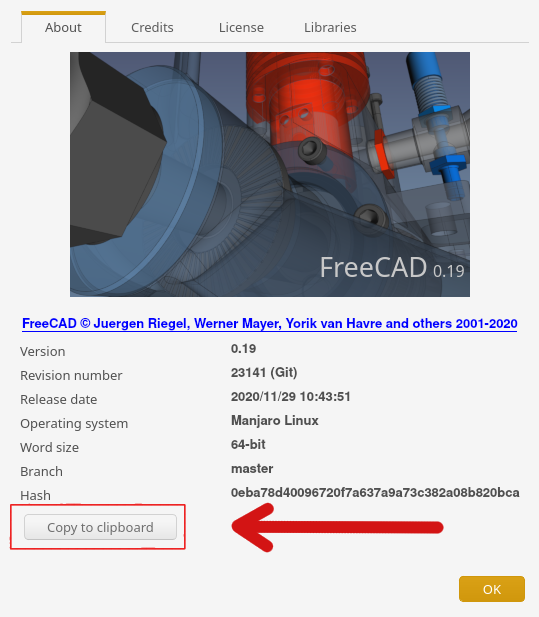 About Credits License Libraries
FreeCAD 0.19
FreeCAD © Juergen Riegel, Werner Mayer, Yorik van Havre and others 2001-2020
Version 0.19
Revision number 23141 (Git)
Release date 2020/11/29 10:43:51
Operating system Manjaro Linux
Word size 64-bit
Branch master
Hash 0eba78d40096720f7a637a9a73c382a08b820bca
Copy to clipboard
OK